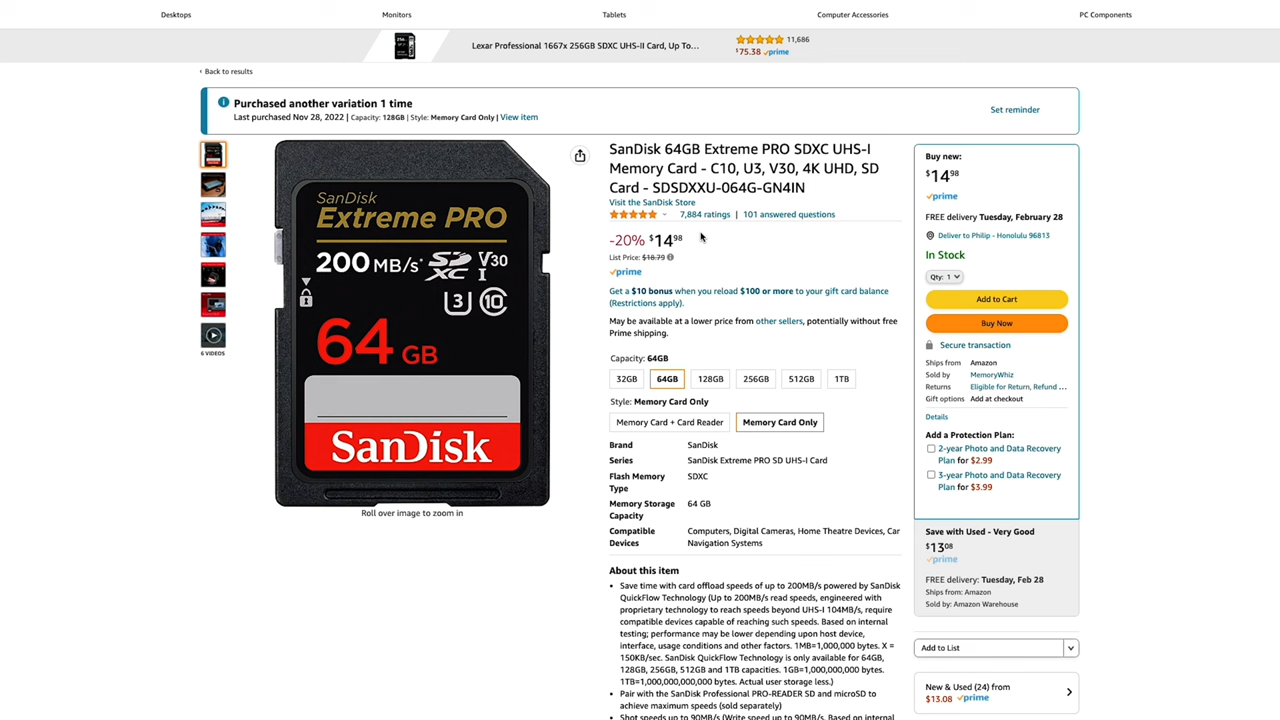 Desktops
Monitors
Tablets
Computer Accessories
PC Components
Lexar Professional 1667x 256GB SDXC UHS-II Card, Up To...
11,686
$75.38 prime
‹ Back to results
Purchased another variation 1 time
Last purchased Nov 28, 2022 | Capacity: 128GB | Style: Memory Card Only | View item
Set reminder
SanDisk
Extreme PRO
200 MB/s* SD XC I V30
U3 C10
64 GB
SanDisk
Roll over image to zoom in
6 VIDEOS
SanDisk 64GB Extreme PRO SDXC UHS-I
Memory Card - C10, U3, V30, 4K UHD, SD
Card - SDSDXXU-064G-GN4IN
Visit the SanDisk Store
7,884 ratings | 101 answered questions
-20% $14 98
List Price: $18.79
prime
Get a $10 bonus when you reload $100 or more to your gift card balance
(Restrictions apply).
May be available at a lower price from other sellers, potentially without free
Prime shipping.
Capacity: 64GB
32GB
64GB
128GB
256GB
512GB
1TB
Style: Memory Card Only
Memory Card + Card Reader
Memory Card Only
Brand SanDisk
Series SanDisk Extreme PRO SD UHS-I Card
Flash Memory SDXC
Type
Memory Storage 64 GB
Capacity
Compatible Computers, Digital Cameras, Home Theatre Devices, Car
Devices Navigation Systems
About this item
• Save time with card offload speeds of up to 200MB/s powered by SanDisk
QuickFlow Technology (Up to 200MB/s read speeds, engineered with
proprietary technology to reach speeds beyond UHS-I 104MB/s, require
compatible devices capable of reaching such speeds. Based on internal
testing; performance may be lower depending upon host device,
interface, usage conditions and other factors. 1MB=1,000,000 bytes. X =
150KB/sec. SanDisk QuickFlow Technology is only available for 64GB,
128GB, 256GB, 512GB and 1TB capacities. 1GB=1,000,000,000 bytes.
1TB=1,000,000,000,000 bytes. Actual user storage less.)
• Pair with the SanDisk Professional PRO-READER SD and microSD to
achieve maximum speeds (sold separately)
• Shot speeds up to 90MB/s (Write speed up to 90MB/s. Based on internal
Buy new:
$14 98
prime
FREE delivery Tuesday, February 28
Deliver to Philip - Honolulu 96813
In Stock
Qty: 1
Add to Cart
Buy Now
Secure transaction
Ships from Amazon
Sold by MemoryWhiz
Returns Eligible for Return, Refund ...
Gift options Add at checkout
Details
Add a Protection Plan:
2-year Photo and Data Recovery
Plan for $2.99
3-year Photo and Data Recovery
Plan for $3.99
Save with Used - Very Good
$13 08
prime
FREE delivery: Tuesday, Feb 28
Ships from: Amazon
Sold by: Amazon Warehouse
Add to List
New & Used (24) from
$13.08 prime